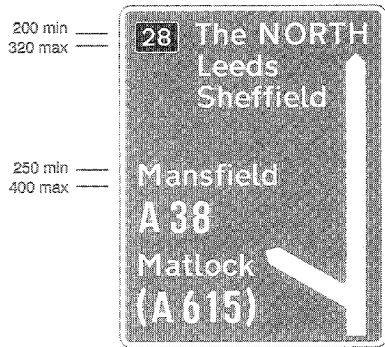 200 min
320 max
28 The NORTH
Leeds
Sheffield
250 min
400 max
Mansfield
A 38
Matlock
(A 615)